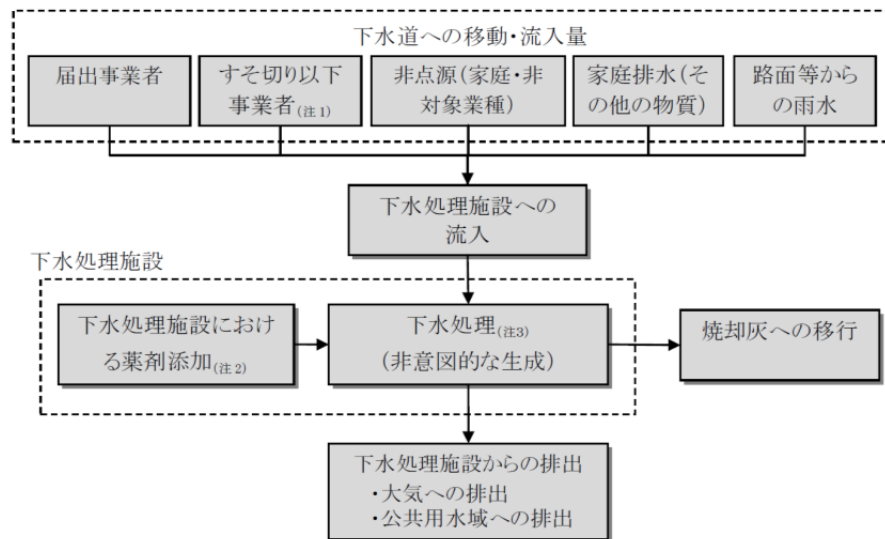 下水道への移動・流入量
届出事業者
すそ切り以下
事業者(注1)
非点源(家庭・非
対象業種)
家庭排水(そ
の他の物質)
路面等から
の雨水
下水処理施設への
流入
下水処理施設
下水処理施設におけ
る薬剤添加(注2)
下水処理(注3)
(非意図的な生成)
焼却灰への移行
下水処理施設からの排出
・大気への排出
・公共用水域への排出